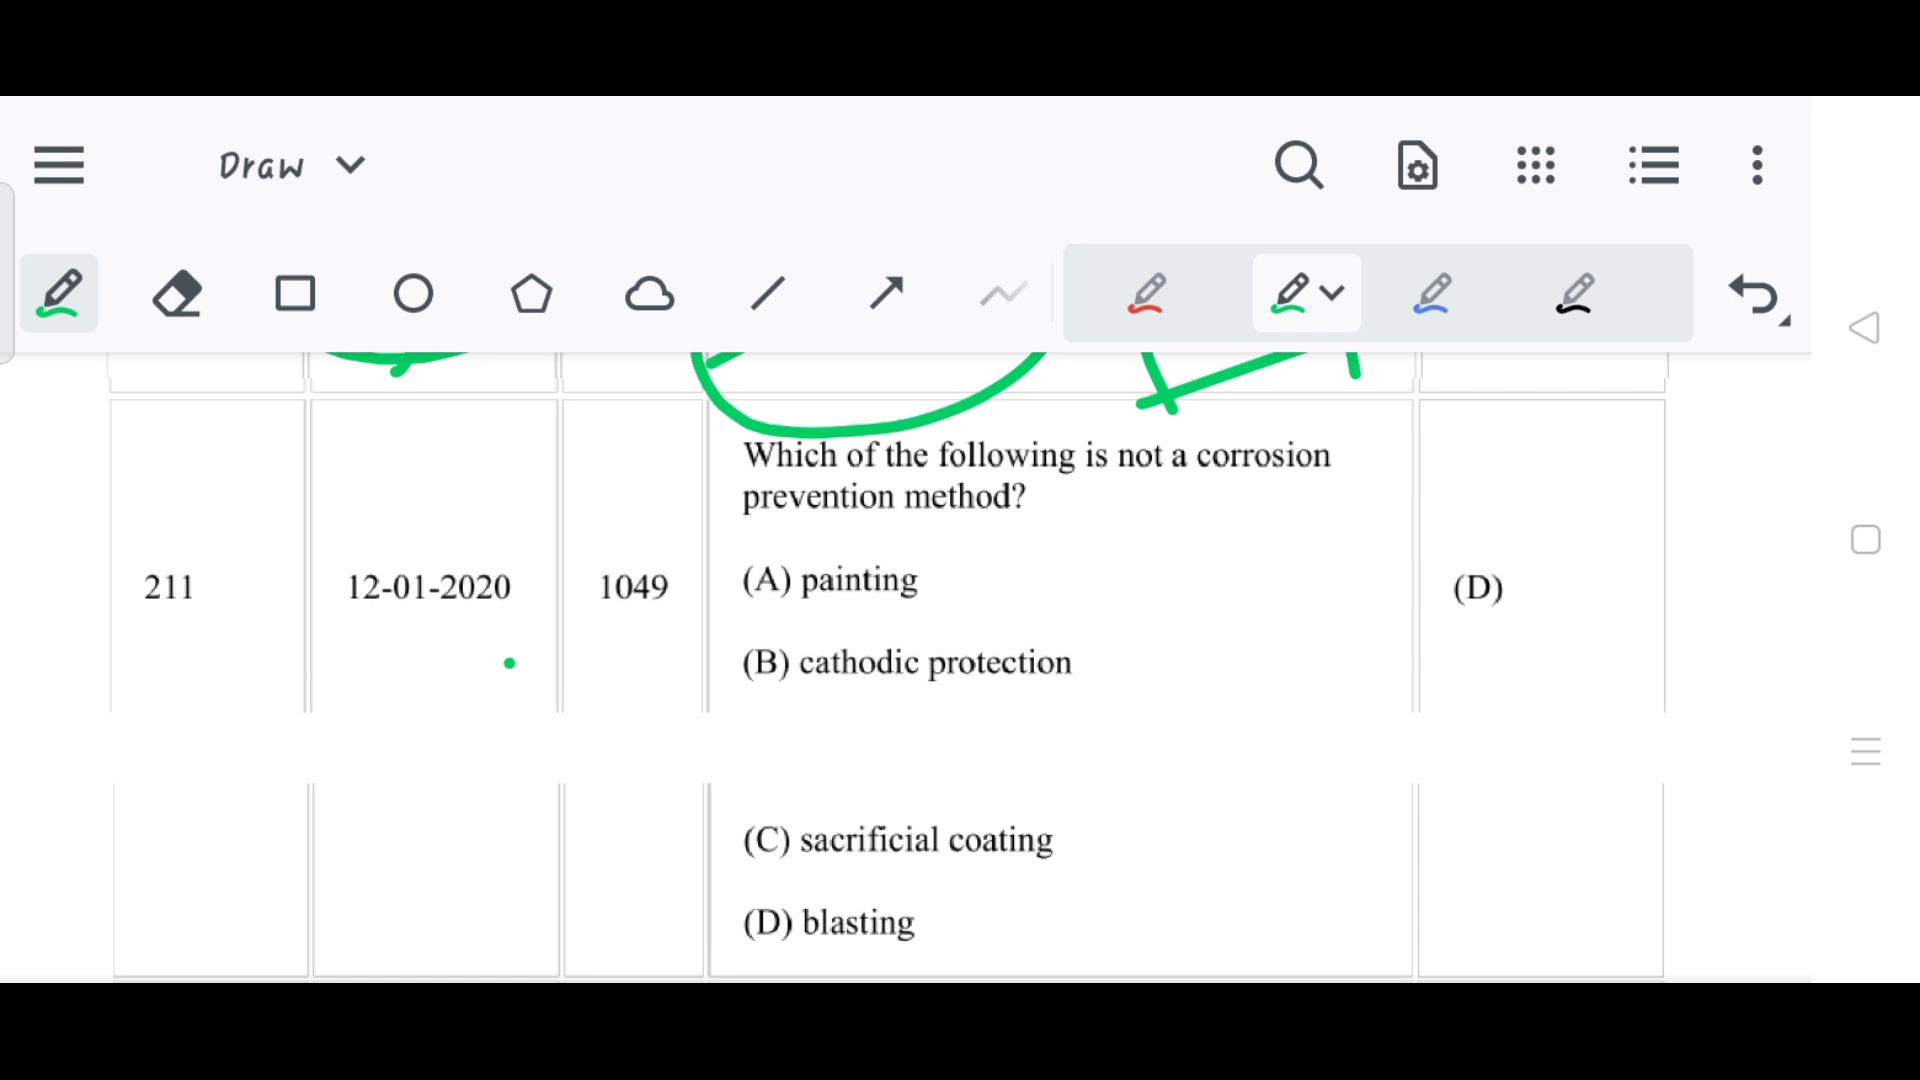 Draw
Which of the following is not a corrosion
prevention method?
211
12-01-2020
1049
(A) painting
(D)
(B) cathodic protection
(C) sacrificial coating
(D) blasting